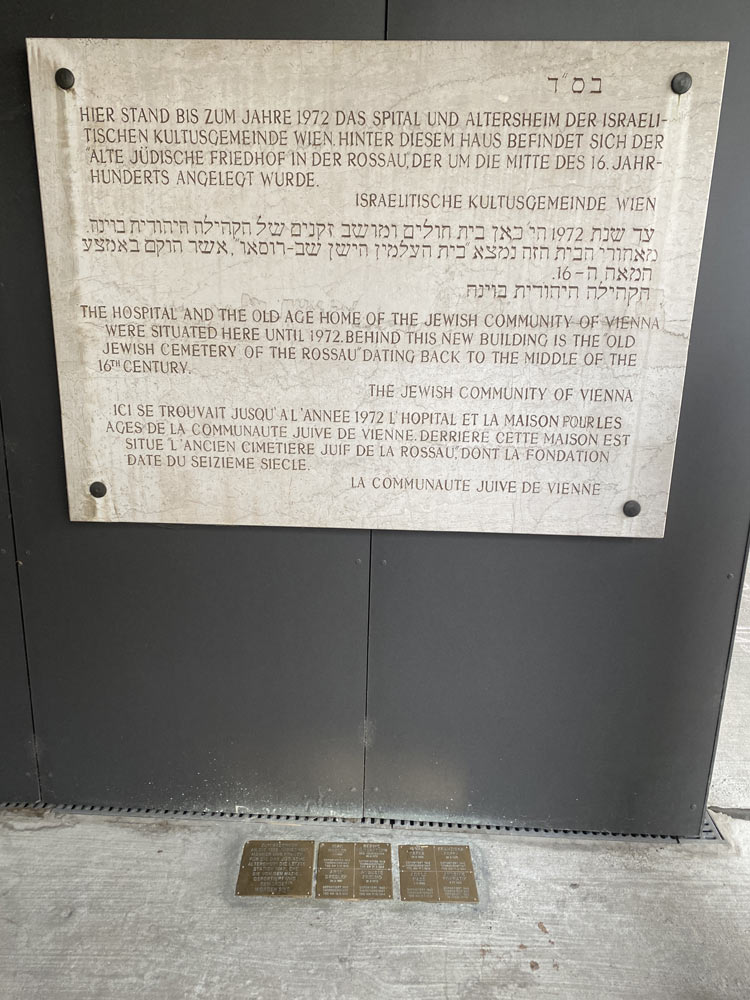 בס״ד
HIER STAND BIS ZUM JAHRE 1972 DAS SPITAL UND ALTERSHEIM DER ISRAELI-
TISCHEN KULTUSGEMEINDE WIEN. HINTER DIESEM HAUS BEFINDET SICH DER
"ALTE JÜDISCHE FRIEDHOF" IN DER ROSSAU, DER UM DIE MITTE DES 16. JAHR-
HUNDERTS ANGELEGT WURDE.
ISRAELITISCHE KULTUSGEMEINDE WIEN
עד שנת 1972 הי׳ כאן בית חולים ומושב זקנים של הקהילה היהודית בוינה.
מאחורי הבית הזה נמצא "בית העלמין הישן שב-רוסאו", אשר הוקם באמצע
המאה ה-16.
הקהילה היהודית בוינה
THE HOSPITAL AND THE OLD AGE HOME OF THE JEWISH COMMUNITY OF VIENNA
WERE SITUATED HERE UNTIL 1972. BEHIND THIS NEW BUILDING IS THE "OLD
JEWISH CEMETERY OF THE ROSSAU" DATING BACK TO THE MIDDLE OF THE
16TH CENTURY.
THE JEWISH COMMUNITY OF VIENNA
ICI SE TROUVAIT JUSQU' A L'ANNEE 1972 L'HOPITAL ET LA MAISON POUR LES
AGES DE LA COMMUNAUTE JUIVE DE VIENNE. DERRIERE CETTE MAISON EST
SITUE "L'ANCIEN CIMETIERE JUIF DE LA ROSSAU," DONT LA FONDATION
DATE DU SEIZIEME SIECLE.
LA COMMUNAUTE JUIVE DE VIENNE